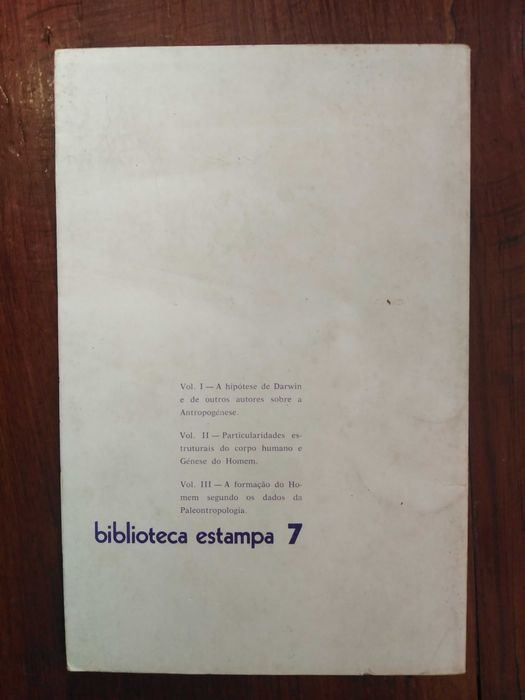 Vol. I — A hipótese de Darwin
e de outros autores sobre a
Antropogénese.
Vol. II — Particularidades es-
truturais do corpo humano e
Génese do Homem.
Vol. III — A formação do Ho-
mem segundo os dados da
Paleontropologia.
biblioteca estampa 7